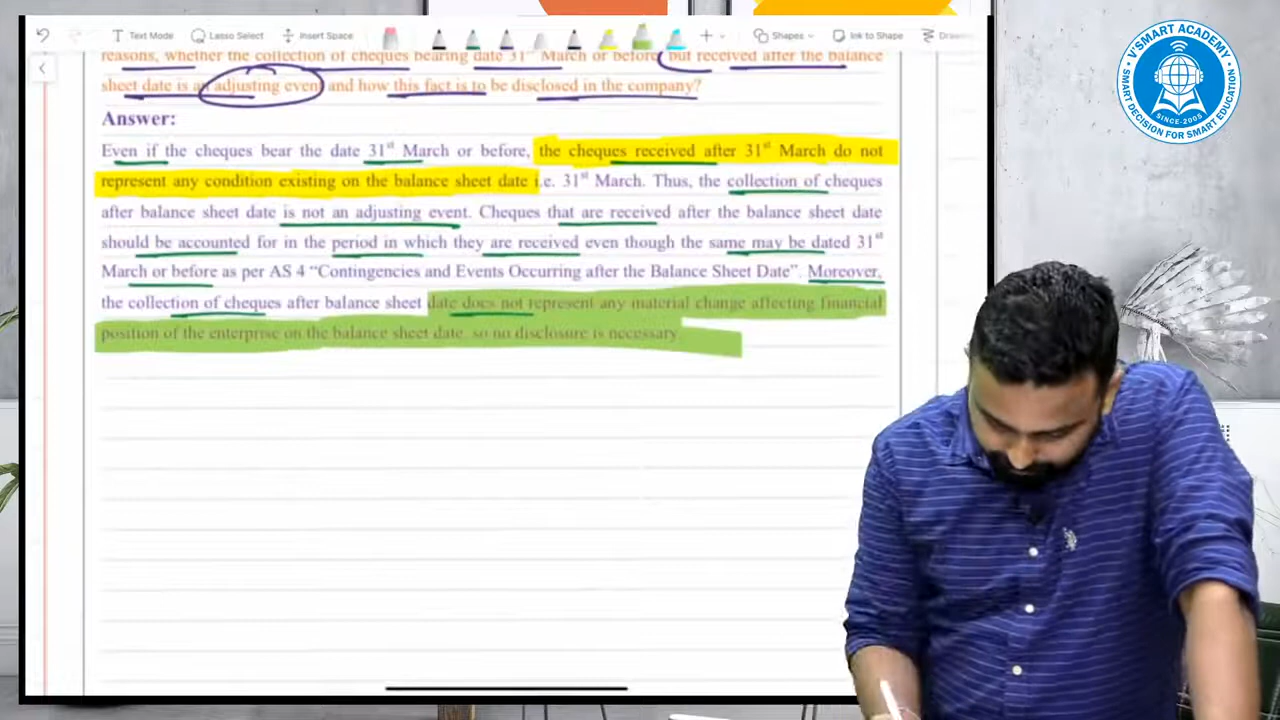 Text Mode Lasso Select Insert Space Shapes Ink to Shape
reasons, whether the collection of cheques bearing date 31st March or before, but received after the balance
sheet date is an adjusting event and how this fact is to be disclosed in the company?
Answer:
Even if the cheques bear the date 31st March or before, the cheques received after 31st March do not
represent any condition existing on the balance sheet date i.e. 31st March. Thus, the collection of cheques
after balance sheet date is not an adjusting event. Cheques that are received after the balance sheet date
should be accounted for in the period in which they are received even though the same may be dated 31st
March or before as per AS 4 “Contingencies and Events Occurring after the Balance Sheet Date”. Moreover,
the collection of cheques after balance sheet date does not represent any material change affecting financial
position of the enterprise on the balance sheet date, so no disclosure is necessary.
V'SMART ACADEMY
SINCE-2005
SMART DECISION FOR SMART EDUCATION